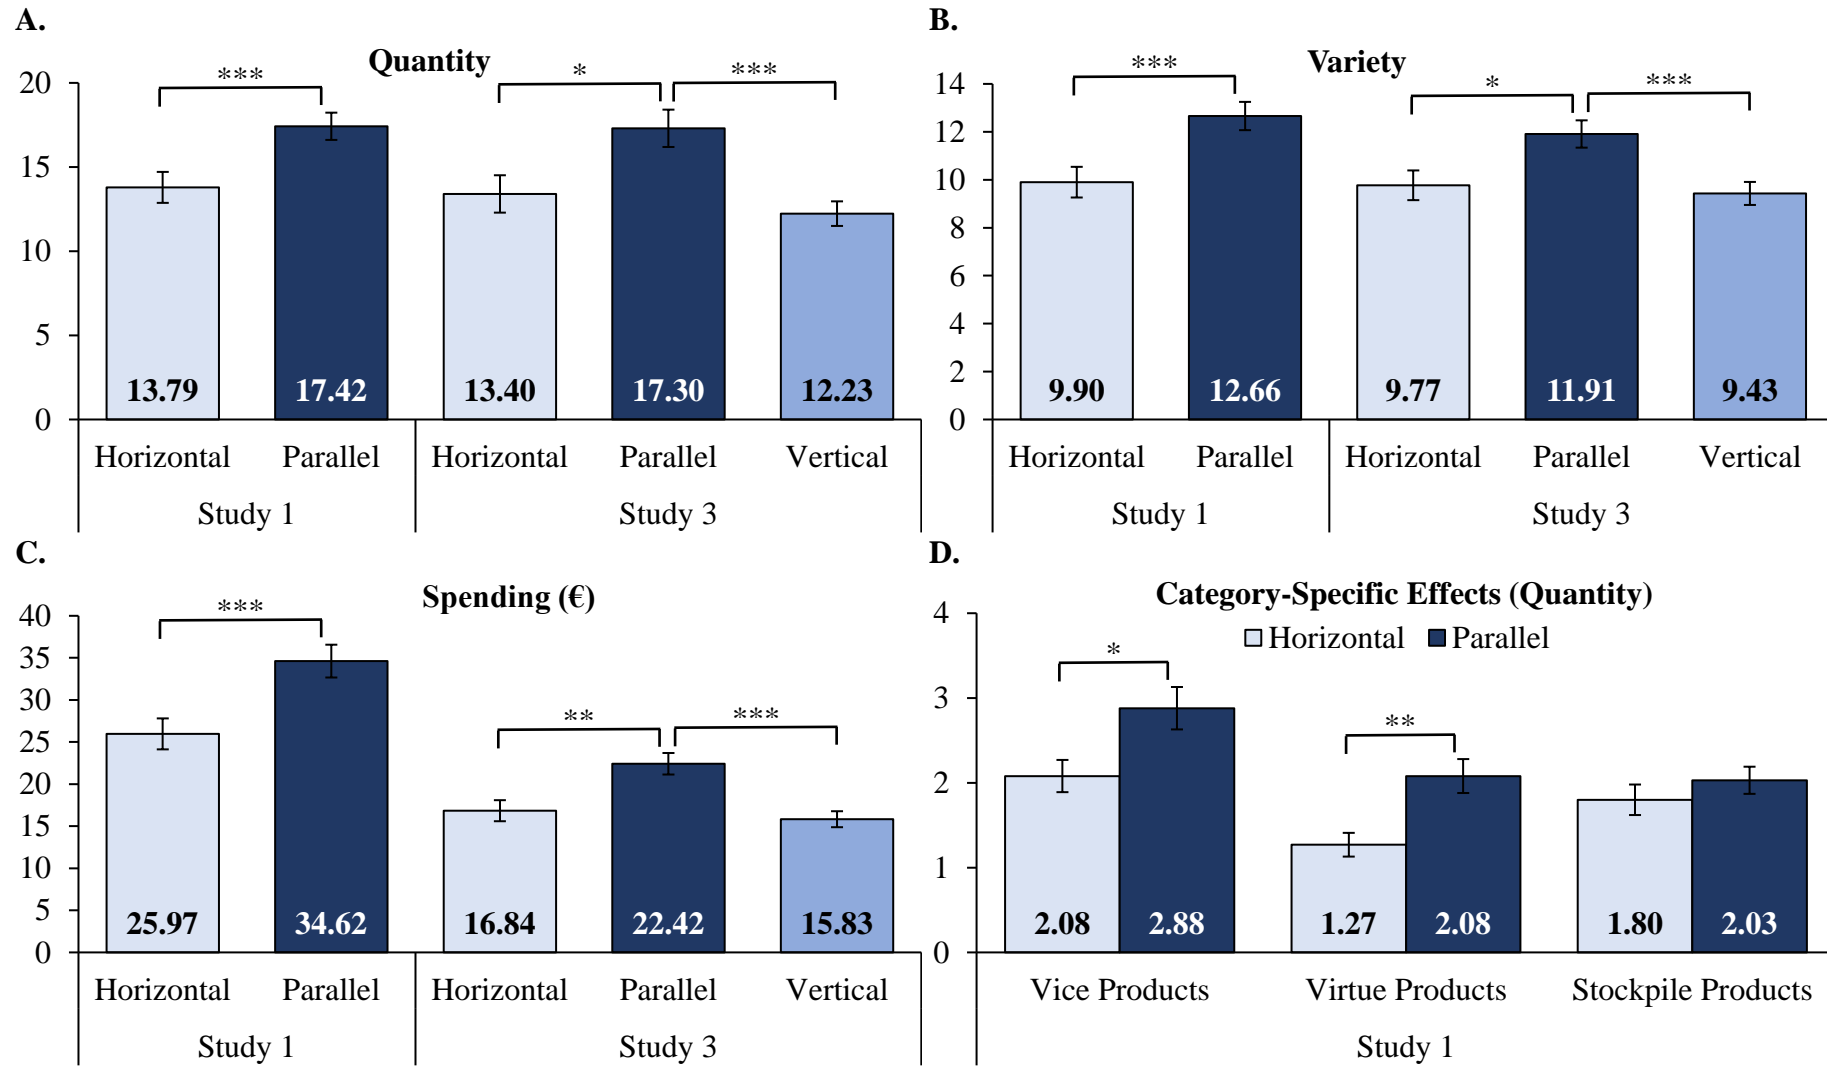 A.
Quantity
*** * ***
20
15
10
5
0
13.79 17.42 13.40 17.30 12.23
Horizontal Parallel Horizontal Parallel Vertical
Study 1 Study 3
B.
Variety
*** * ***
14
12
10
8
6
4
2
0
9.90 12.66 9.77 11.91 9.43
Horizontal Parallel Horizontal Parallel Vertical
Study 1 Study 3
C.
Spending (€)
*** ** ***
40
35
30
25
20
15
10
5
0
25.97 34.62 16.84 22.42 15.83
Horizontal Parallel Horizontal Parallel Vertical
Study 1 Study 3
D.
Category-Specific Effects (Quantity)
Horizontal Parallel
* **
4
3
2
1
0
2.08 2.88 1.27 2.08 1.80 2.03
Vice Products Virtue Products Stockpile Products
Study 1